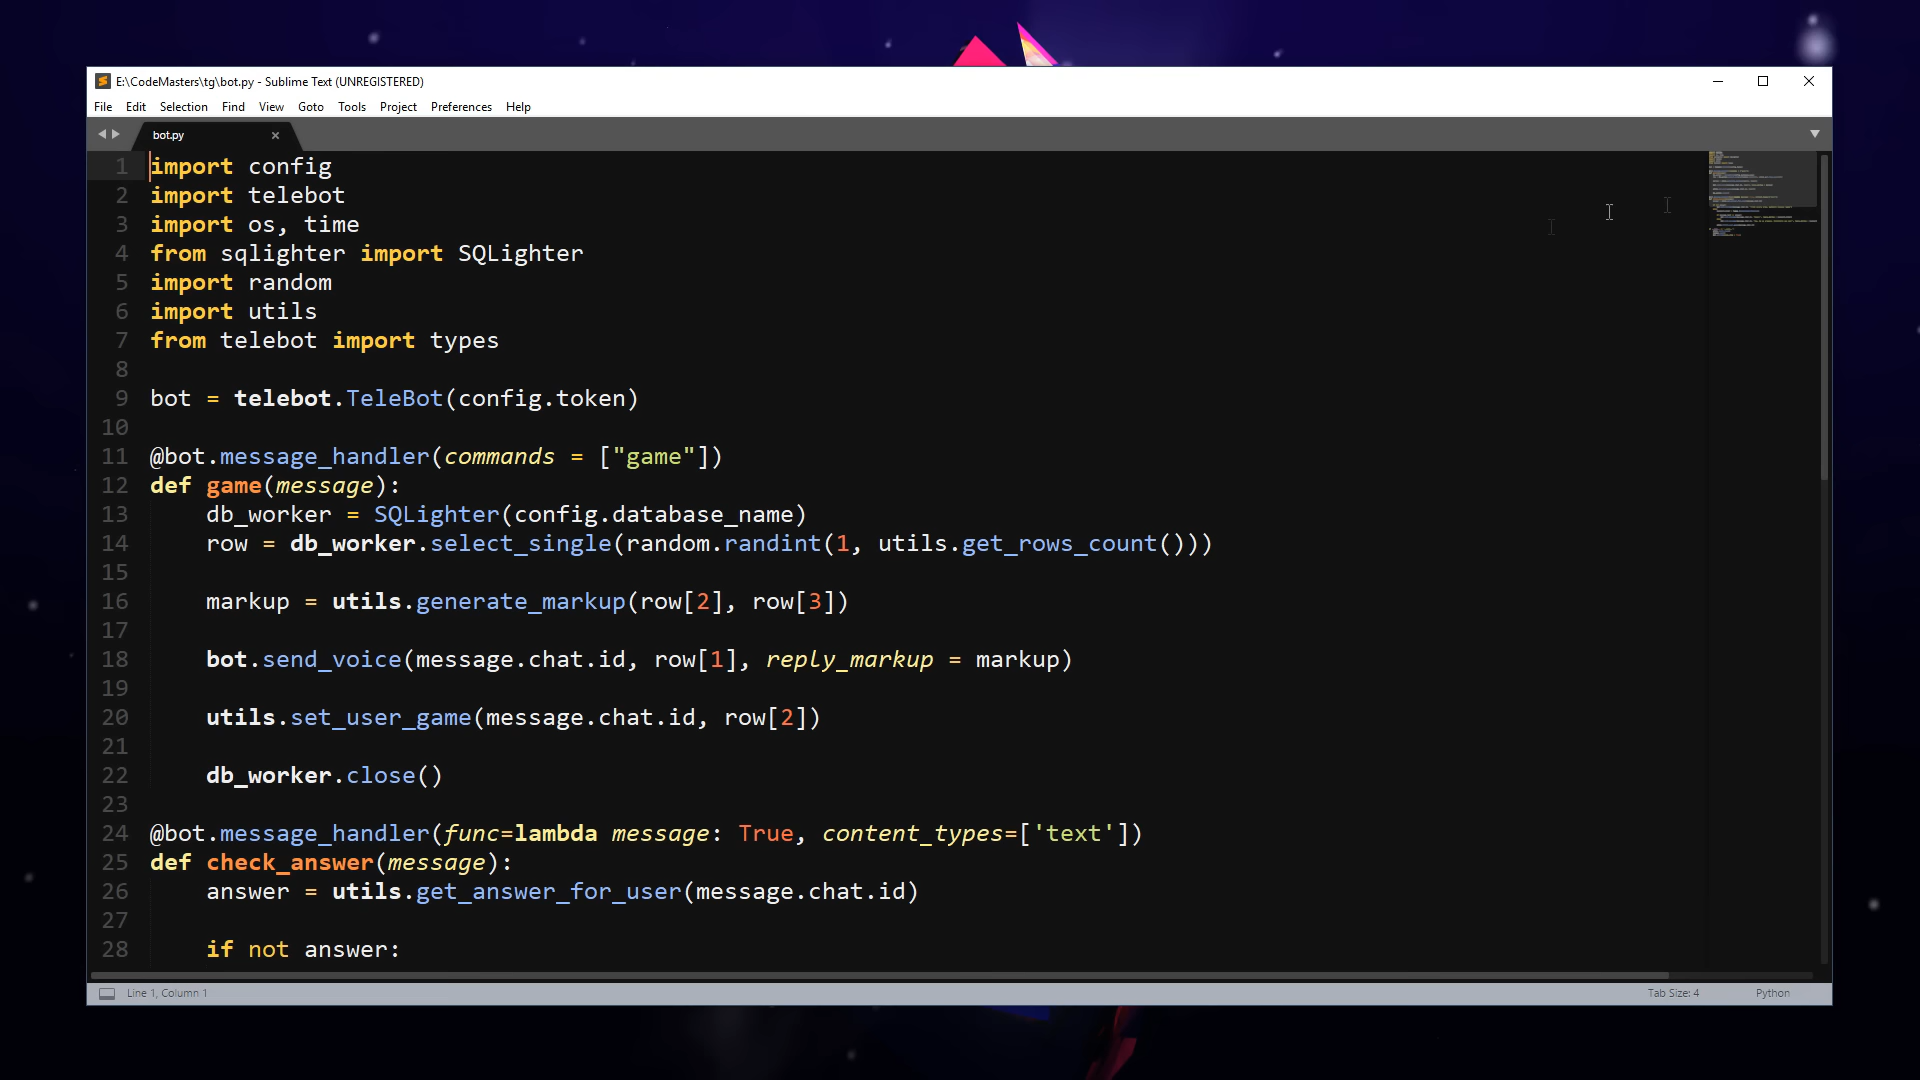 E:\CodeMasters\tg\bot.py - Sublime Text (UNREGISTERED)
File Edit Selection Find View Goto Tools Project Preferences Help
bot.py
1 import config
2 import telebot
3 import os, time
4 from sqlighter import SQLighter
5 import random
6 import utils
7 from telebot import types
8
9 bot = telebot.TeleBot(config.token)
10
11 @bot.message_handler(commands = ["game"])
12 def game(message):
13     db_worker = SQLighter(config.database_name)
14     row = db_worker.select_single(random.randint(1, utils.get_rows_count()))
15
16     markup = utils.generate_markup(row[2], row[3])
17
18     bot.send_voice(message.chat.id, row[1], reply_markup = markup)
19
20     utils.set_user_game(message.chat.id, row[2])
21
22     db_worker.close()
23
24 @bot.message_handler(func=lambda message: True, content_types=['text'])
25 def check_answer(message):
26     answer = utils.get_answer_for_user(message.chat.id)
27
28     if not answer:
Line 1, Column 1 Tab Size: 4 Python